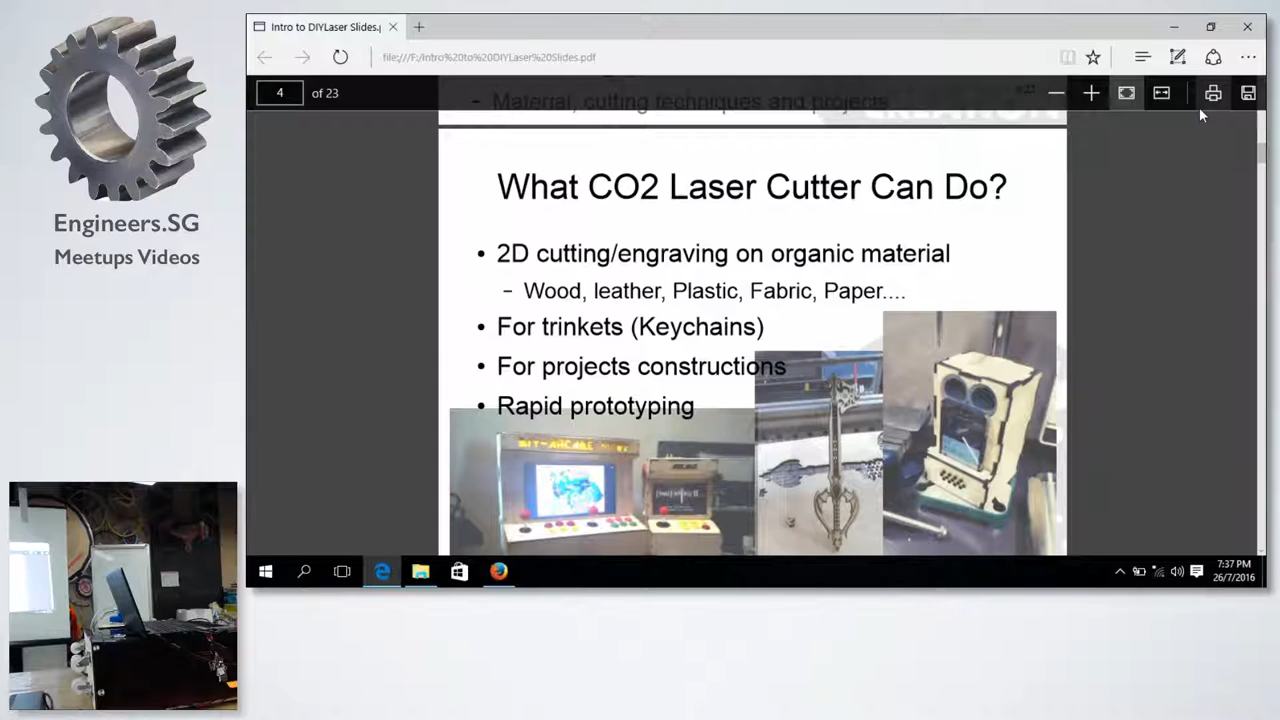 Intro to DIYLaser Slides.
file:///F:/Intro%20to%20DIYLaser%20Slides.pdf
4 of 23
- Material, cutting techniques and projects
What CO2 Laser Cutter Can Do?
• 2D cutting/engraving on organic material
- Wood, leather, Plastic, Fabric, Paper....
• For trinkets (Keychains)
• For projects constructions
• Rapid prototyping
Engineers.SG
Meetups Videos
7:37 PM
26/7/2016